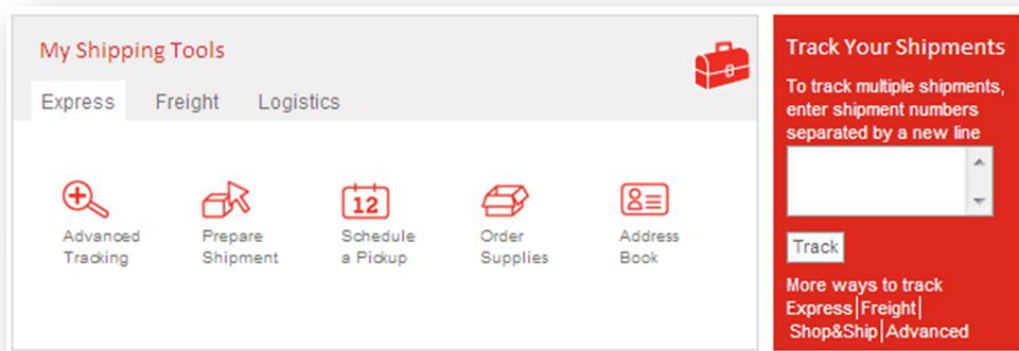 My Shipping Tools
Express Freight Logistics
Advanced
Tracking
Prepare
Shipment
12
Schedule
a Pickup
Order
Supplies
Address
Book
Track Your Shipments
To track multiple shipments,
enter shipment numbers
separated by a new line
Track
More ways to track
Express|Freight|
Shop&Ship|Advanced